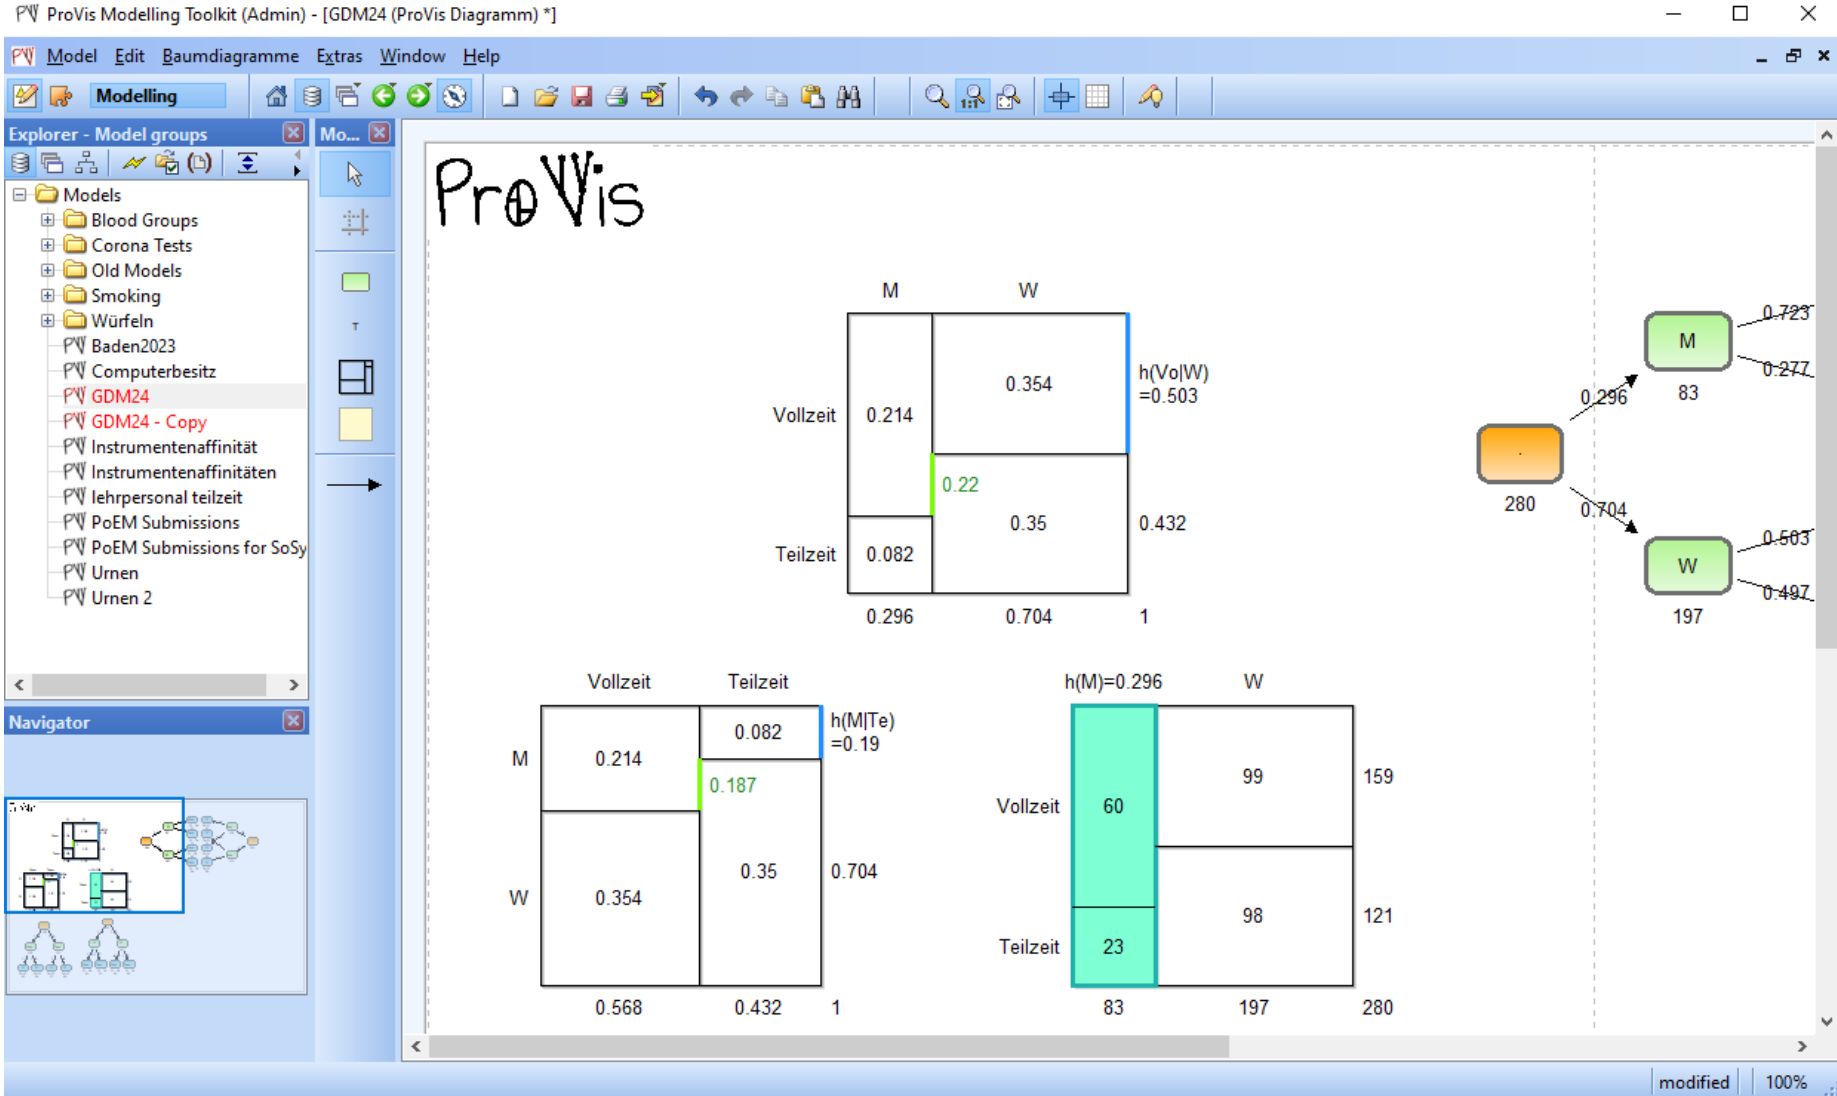 ProVis Modelling Toolkit (Admin) - [GDM24 (ProVis Diagramm) *]
Model Edit Baumdiagramme Extras Window Help
Modelling
Explorer - Model groups
Mo...
Models
Blood Groups
Corona Tests
Old Models
Smoking
Würfeln
Baden2023
Computerbesitz
GDM24
GDM24 - Copy
Instrumentenaffinität
Instrumentenaffinitäten
lehrpersonal teilzeit
PoEM Submissions
PoEM Submissions for SoSy
Urnen
Urnen 2
Navigator
T
ProVis
M W
Vollzeit 0.214 0.354 h(Vo|W)
=0.503
0.22
Teilzeit 0.082 0.35 0.432
0.296 0.704 1
Vollzeit Teilzeit
M 0.214 0.082 h(M|Te)
=0.19
0.187
W 0.354 0.35 0.704
0.568 0.432 1
h(M)=0.296 W
Vollzeit 60 99 159
Teilzeit 23 98 121
83 197 280
280
0.296
0.704
M
83
0.723
0.277
W
197
0.503
0.497
modified 100%